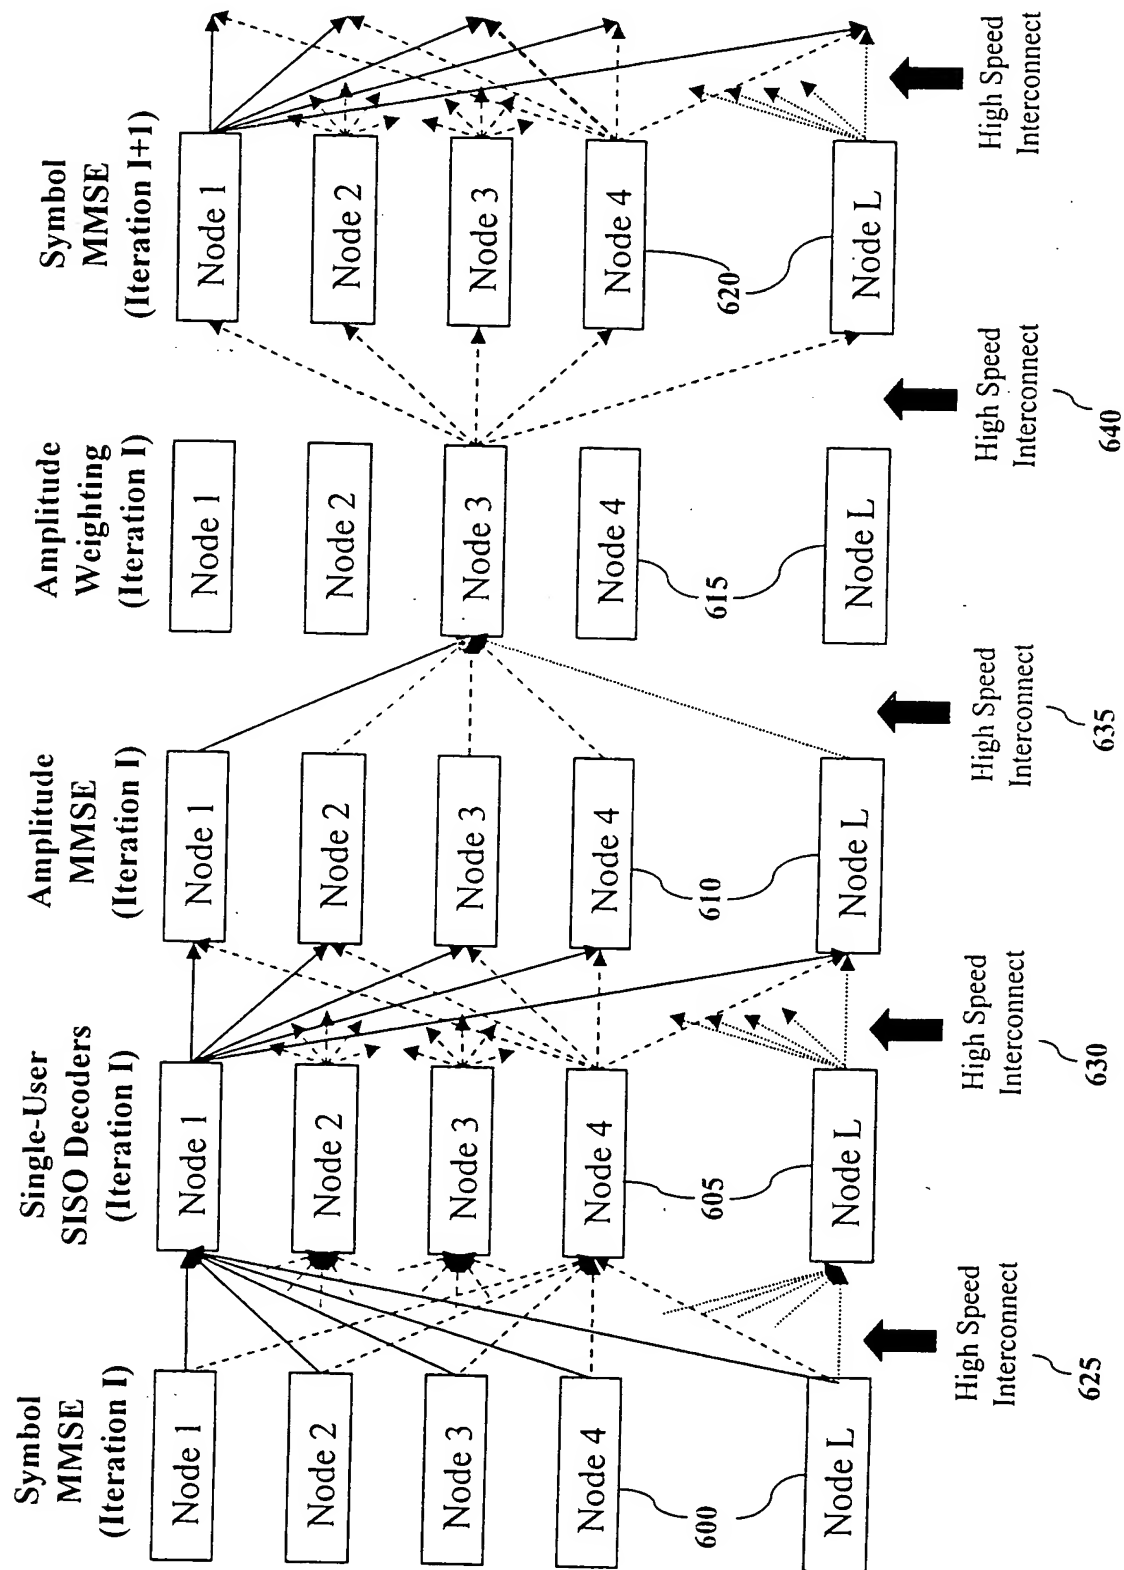 Symbol
MMSE
(Iteration I)
Node 1
Node 2
Node 3
Node 4
Node L
600
High Speed
Interconnect
625
Single-User
SISO Decoders
(Iteration I)
Node 1
Node 2
Node 3
Node 4
Node L
605
High Speed
Interconnect
630
Amplitude
MMSE
(Iteration I)
Node 1
Node 2
Node 3
Node 4
Node L
610
High Speed
Interconnect
635
Amplitude
Weighting
(Iteration I)
Node 1
Node 2
Node 3
Node 4
Node L
615
High Speed
Interconnect
640
Symbol
MMSE
(Iteration I+1)
Node 1
Node 2
Node 3
Node 4
Node L
620
High Speed
Interconnect